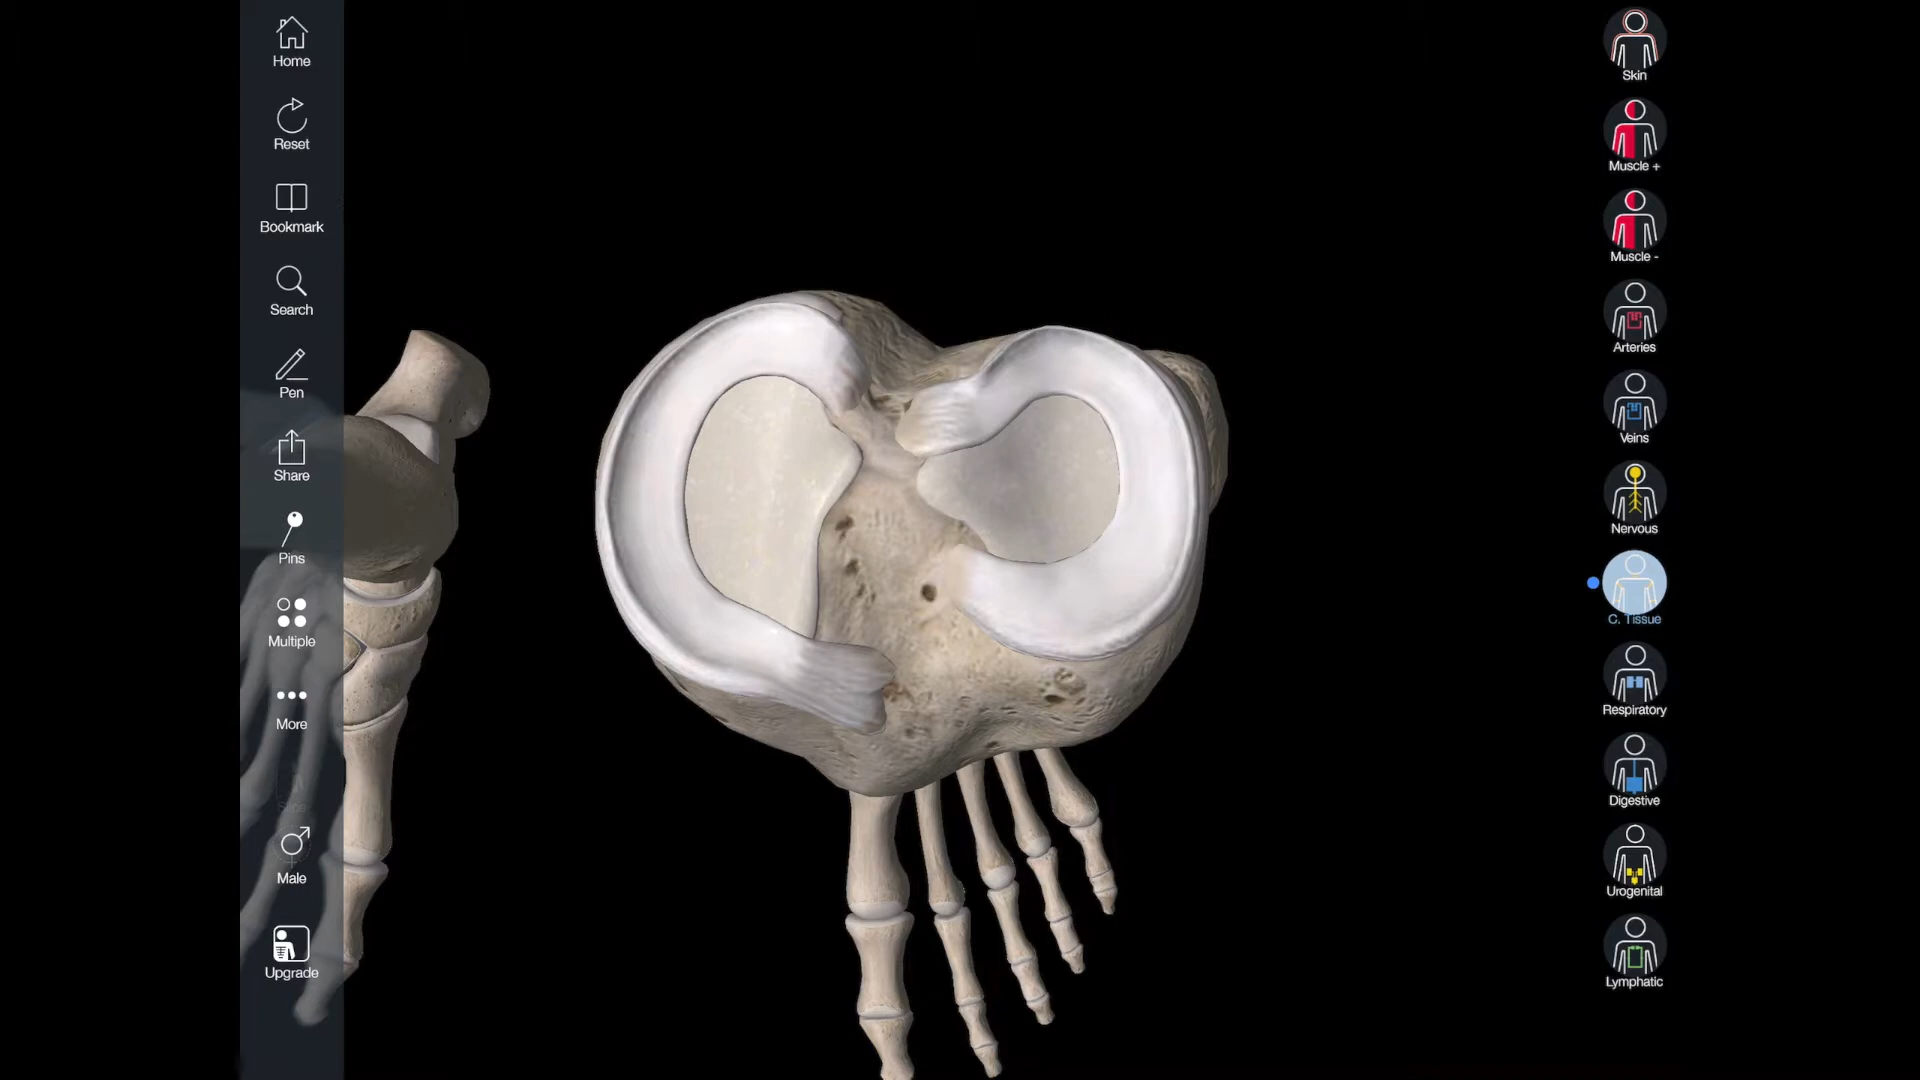 Home
Reset
Bookmark
Search
Pen
Share
Pins
Multiple
More
Male
Upgrade
Skin
Muscle +
Muscle -
Arteries
Veins
Nervous
C. Tissue
Respiratory
Digestive
Urogenital
Lymphatic